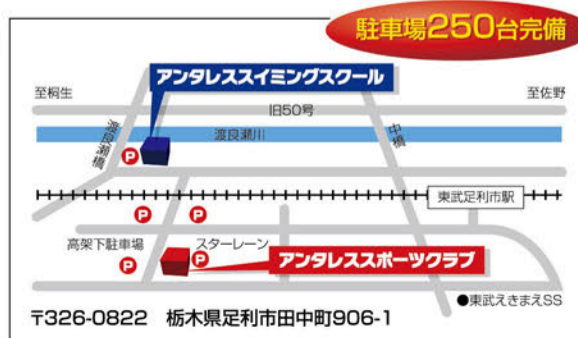 駐車場250台完備
アンタレススイミングスクール
至桐生
至佐野
旧50号
渡良瀬橋
渡良瀬川
中橋
P
東武足利市駅
P
P
高架下駐車場
スターレーン
P
P
アンタレススポーツクラブ
●東武えきまえSS
〒326-0822 栃木県足利市田中町906-1